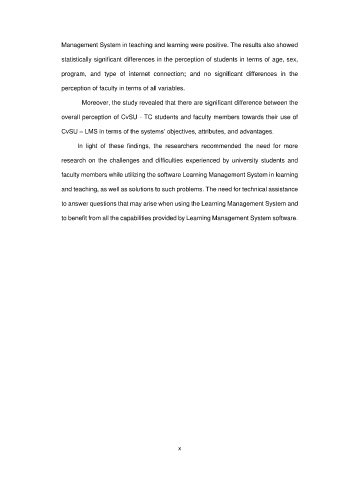 Management System in teaching and learning were positive. The results also showed
statistically significant differences in the perception of students in terms of age, sex,
program, and type of internet connection; and no significant differences in the
perception of faculty in terms of all variables.
Moreover, the study revealed that there are significant difference between the
overall perception of CvSU - TC students and faculty members towards their use of
CvSU – LMS in terms of the systems' objectives, attributes, and advantages.
In light of these findings, the researchers recommended the need for more
research on the challenges and difficulties experienced by university students and
faculty members while utilizing the software Learning Management System in learning
and teaching, as well as solutions to such problems. The need for technical assistance
to answer questions that may arise when using the Learning Management System and
to benefit from all the capabilities provided by Learning Management System software.
x